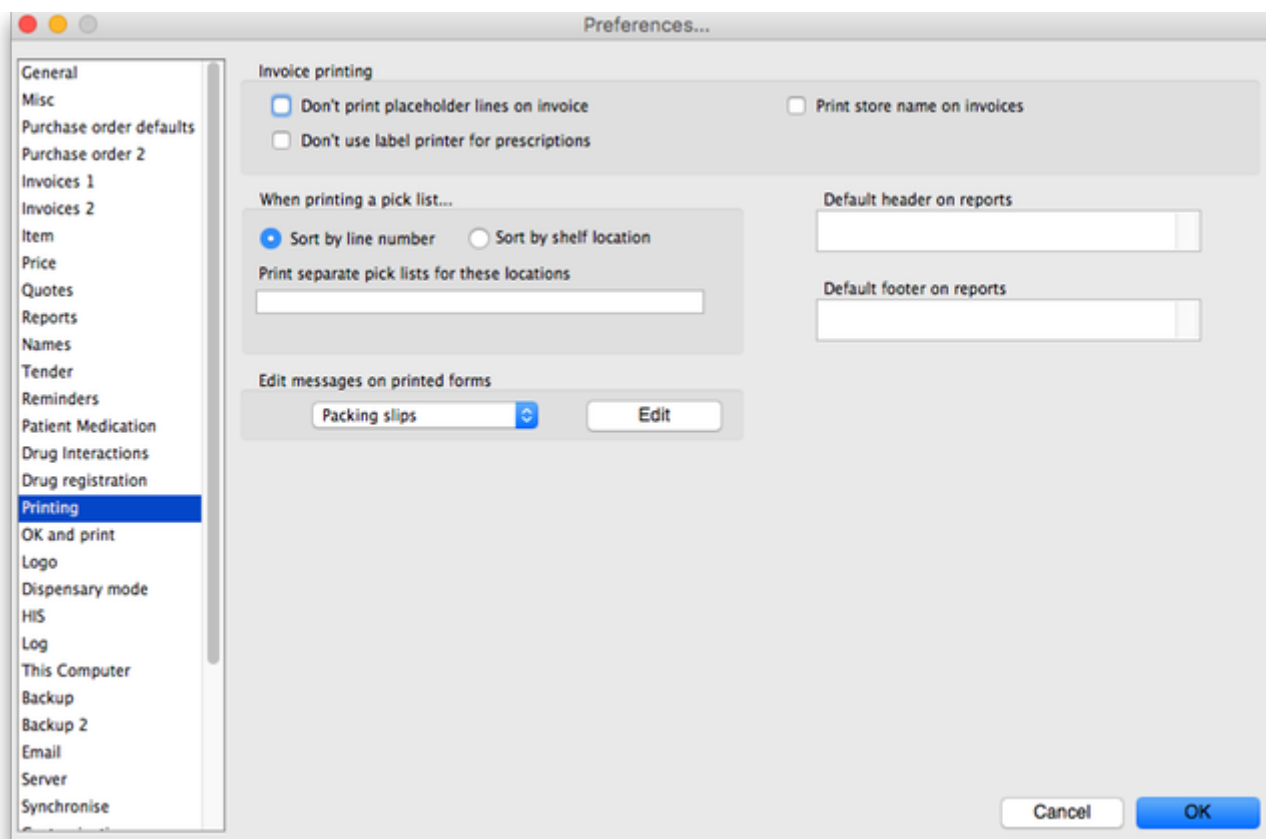 Preferences...
General
Misc
Purchase order defaults
Purchase order 2
Invoices 1
Invoices 2
Item
Price
Quotes
Reports
Names
Tender
Reminders
Patient Medication
Drug Interactions
Drug registration
Printing
OK and print
Logo
Dispensary mode
HIS
Log
This Computer
Backup
Backup 2
Email
Server
Synchronise
Invoice printing
Don't print placeholder lines on invoice
Print store name on invoices
Don't use label printer for prescriptions
When printing a pick list...
Sort by line number
Sort by shelf location
Print separate pick lists for these locations
Default header on reports
Default footer on reports
Edit messages on printed forms
Packing slips
Edit
Cancel
OK